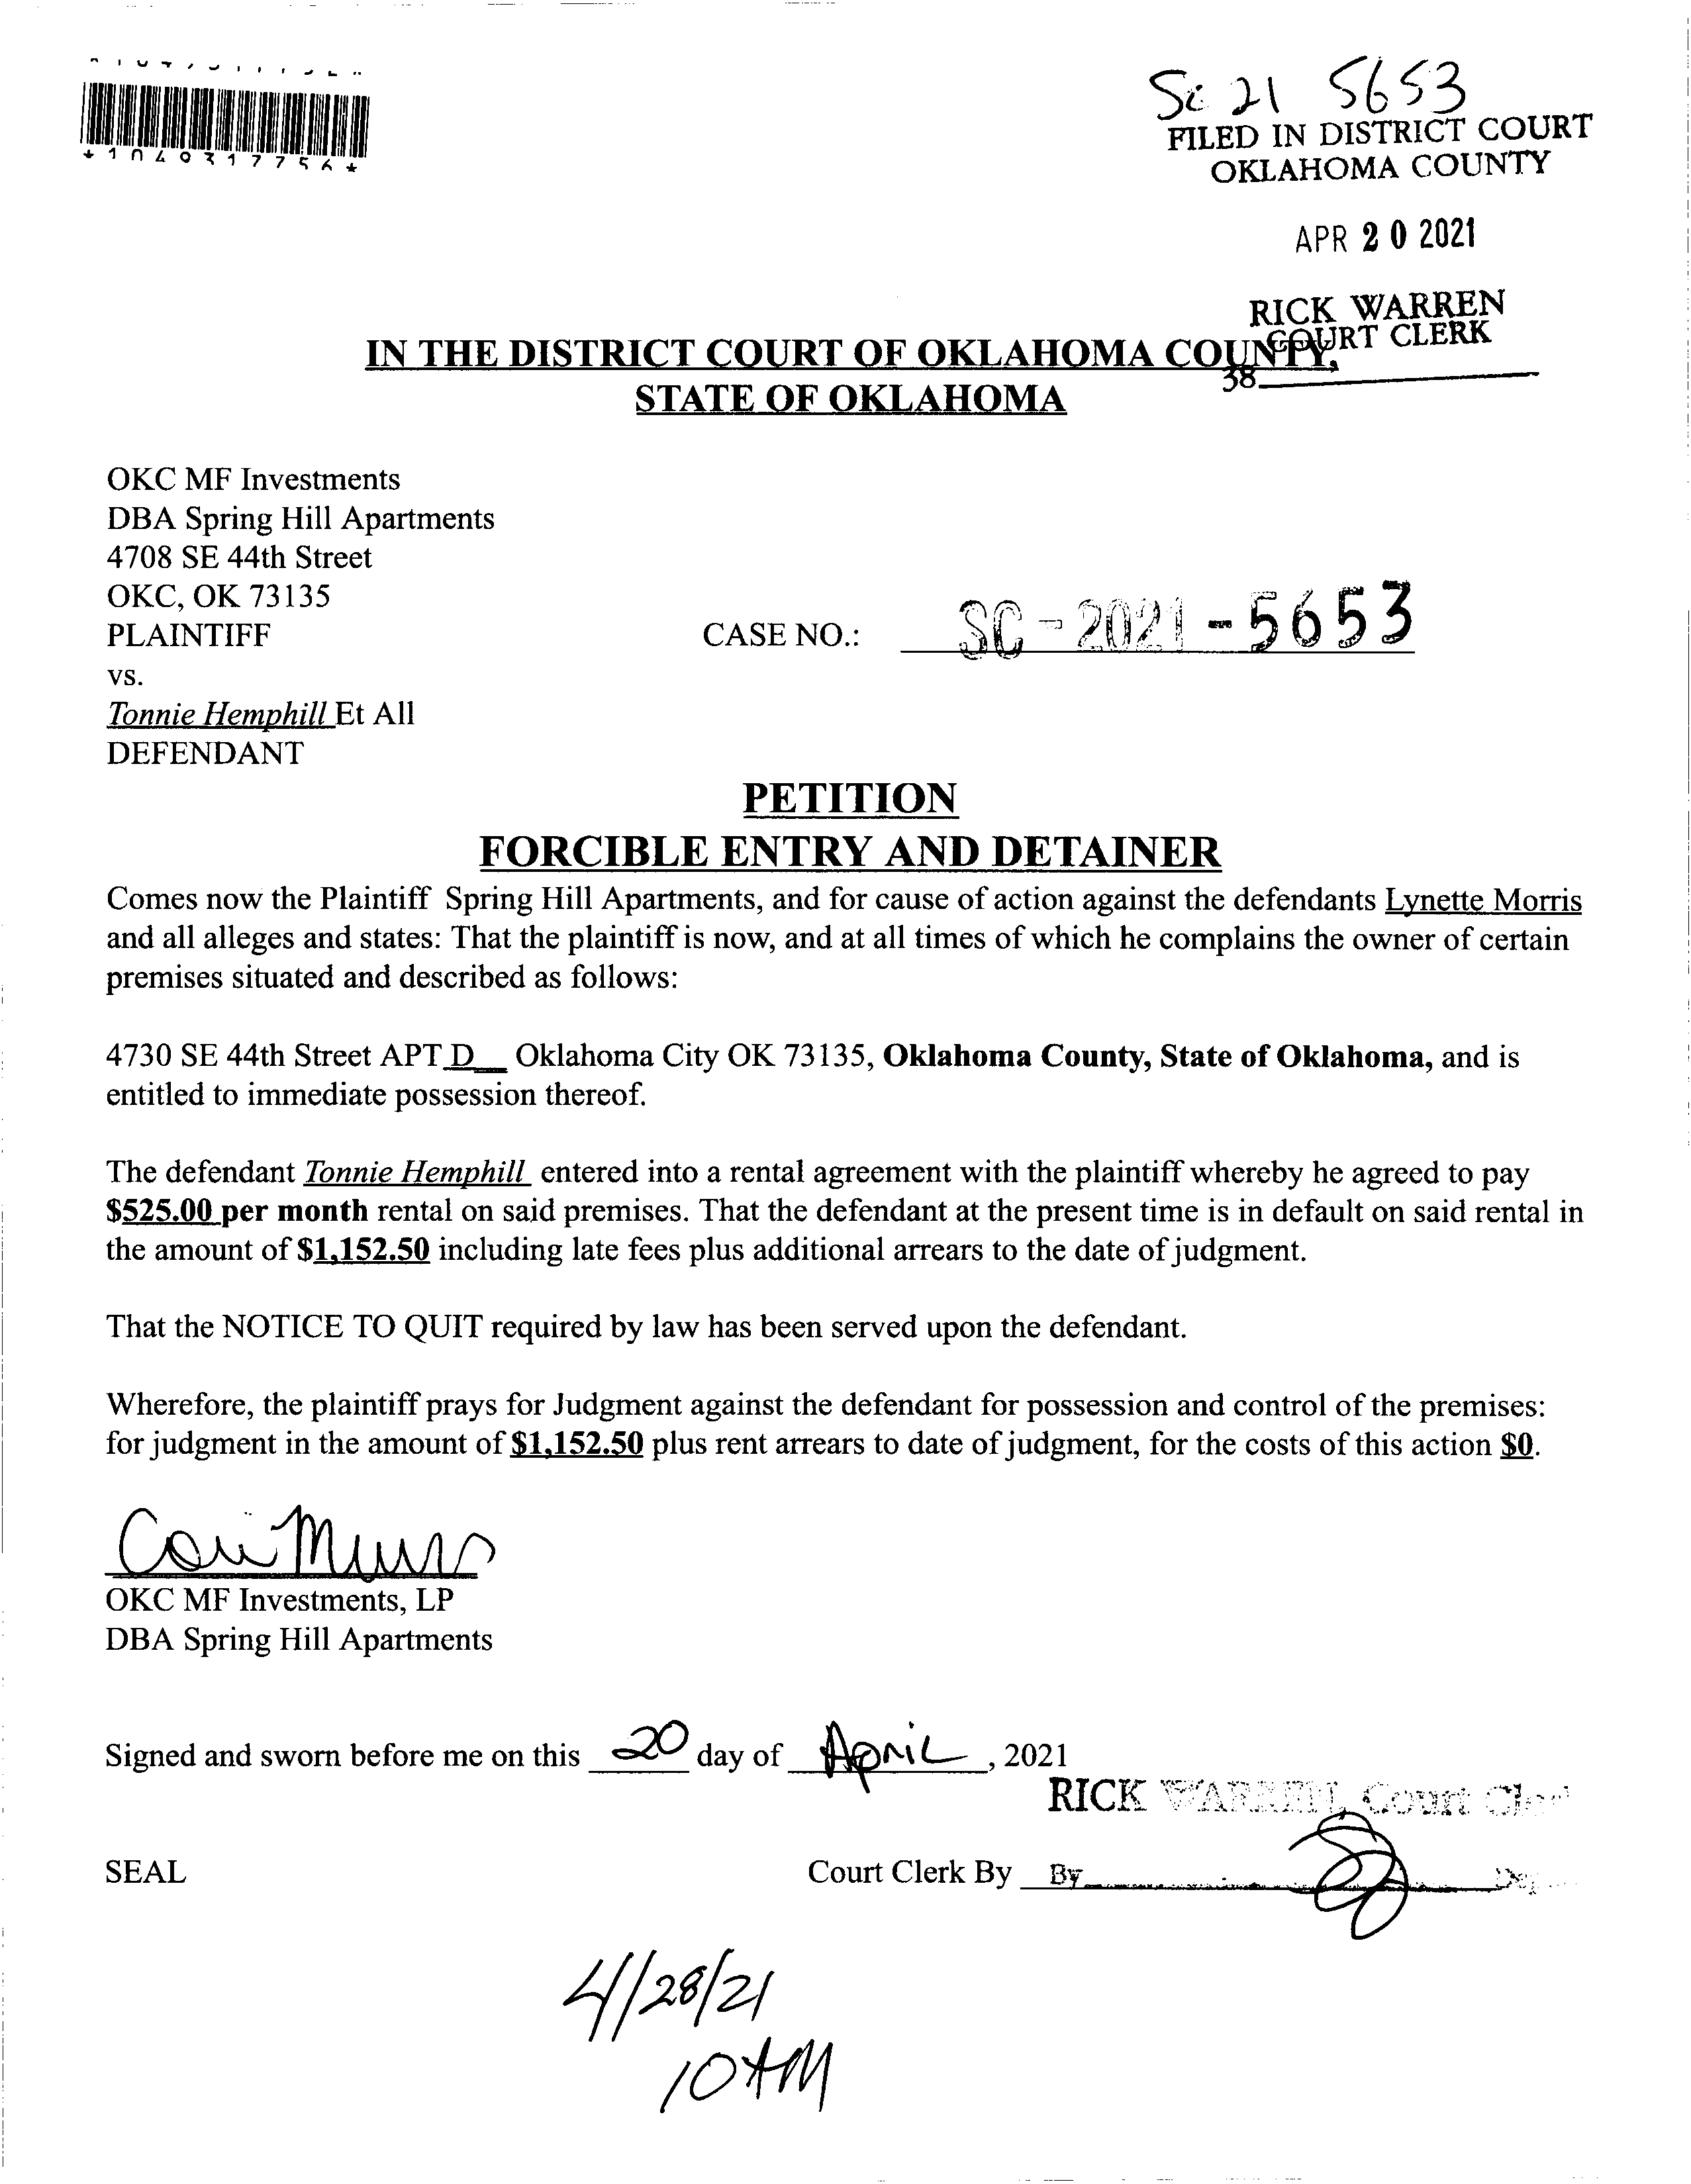 Sc 21 5653
FILED IN DISTRICT COURT
OKLAHOMA COUNTY
APR 20 2021
RICK WARREN
COURT CLERK
38
*1049317756*
IN THE DISTRICT COURT OF OKLAHOMA COUNTY,
STATE OF OKLAHOMA
OKC MF Investments
DBA Spring Hill Apartments
4708 SE 44th Street
OKC, OK 73135
PLAINTIFF
CASE NO.: SC-2021-5653
vs.
Tonnie Hemphill Et All
DEFENDANT
PETITION
FORCIBLE ENTRY AND DETAINER
Comes now the Plaintiff Spring Hill Apartments, and for cause of action against the defendants Lynette Morris
and all alleges and states: That the plaintiff is now, and at all times of which he complains the owner of certain
premises situated and described as follows:
4730 SE 44th Street APT D__ Oklahoma City OK 73135, Oklahoma County, State of Oklahoma, and is
entitled to immediate possession thereof.
The defendant Tonnie Hemphill entered into a rental agreement with the plaintiff whereby he agreed to pay
$525.00 per month rental on said premises. That the defendant at the present time is in default on said rental in
the amount of $1,152.50 including late fees plus additional arrears to the date of judgment.
That the NOTICE TO QUIT required by law has been served upon the defendant.
Wherefore, the plaintiff prays for Judgment against the defendant for possession and control of the premises:
for judgment in the amount of $1,152.50 plus rent arrears to date of judgment, for the costs of this action $0.
OKC MF Investments, LP
DBA Spring Hill Apartments
Signed and sworn before me on this 20 day of April, 2021
RICK WARREN, Court Clerk
SEAL
Court Clerk By By
4/28/21
10 AM